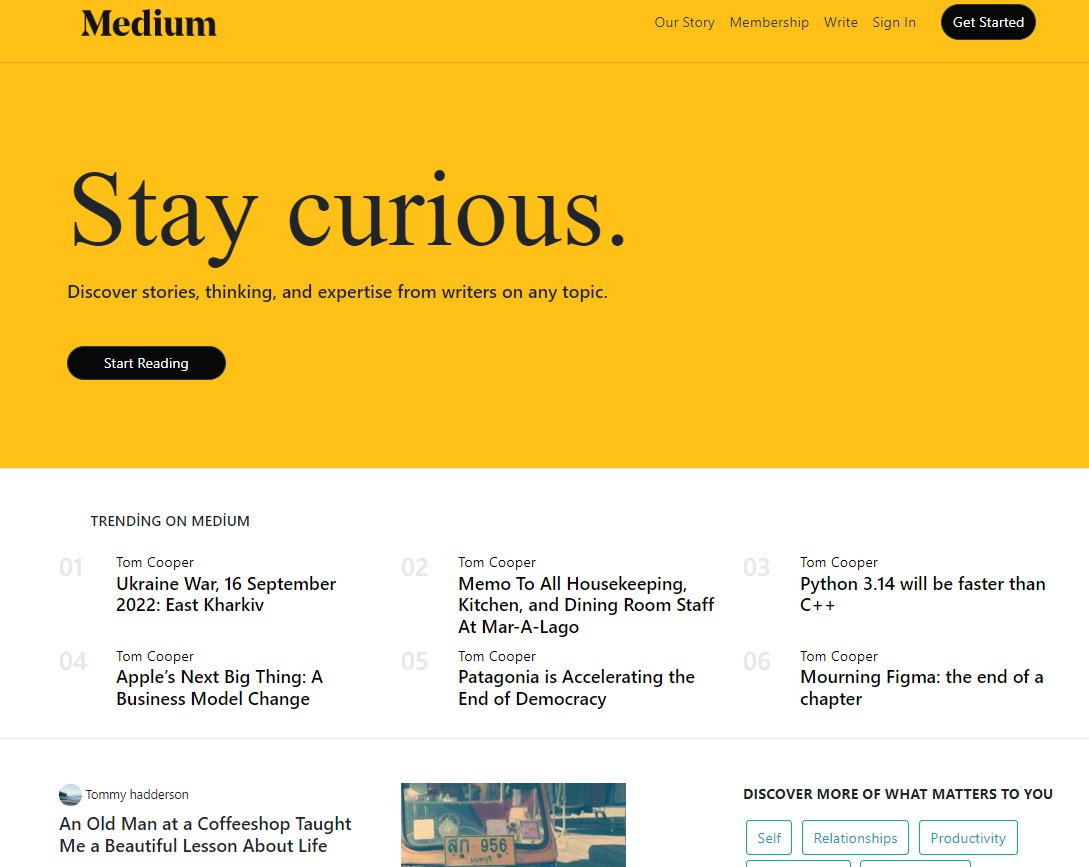 Medium
Our Story Membership Write Sign In Get Started
Stay curious.
Discover stories, thinking, and expertise from writers on any topic.
Start Reading
TRENDİNG ON MEDİUM
01
Tom Cooper
Ukraine War, 16 September
2022: East Kharkiv
02
Tom Cooper
Memo To All Housekeeping,
Kitchen, and Dining Room Staff
At Mar-A-Lago
03
Tom Cooper
Python 3.14 will be faster than
C++
04
Tom Cooper
Apple’s Next Big Thing: A
Business Model Change
05
Tom Cooper
Patagonia is Accelerating the
End of Democracy
06
Tom Cooper
Mourning Figma: the end of a
chapter
Tommy hadderson
An Old Man at a Coffeeshop Taught
Me a Beautiful Lesson About Life
สฎ 956
นนทบุรี
DISCOVER MORE OF WHAT MATTERS TO YOU
Self Relationships Productivity